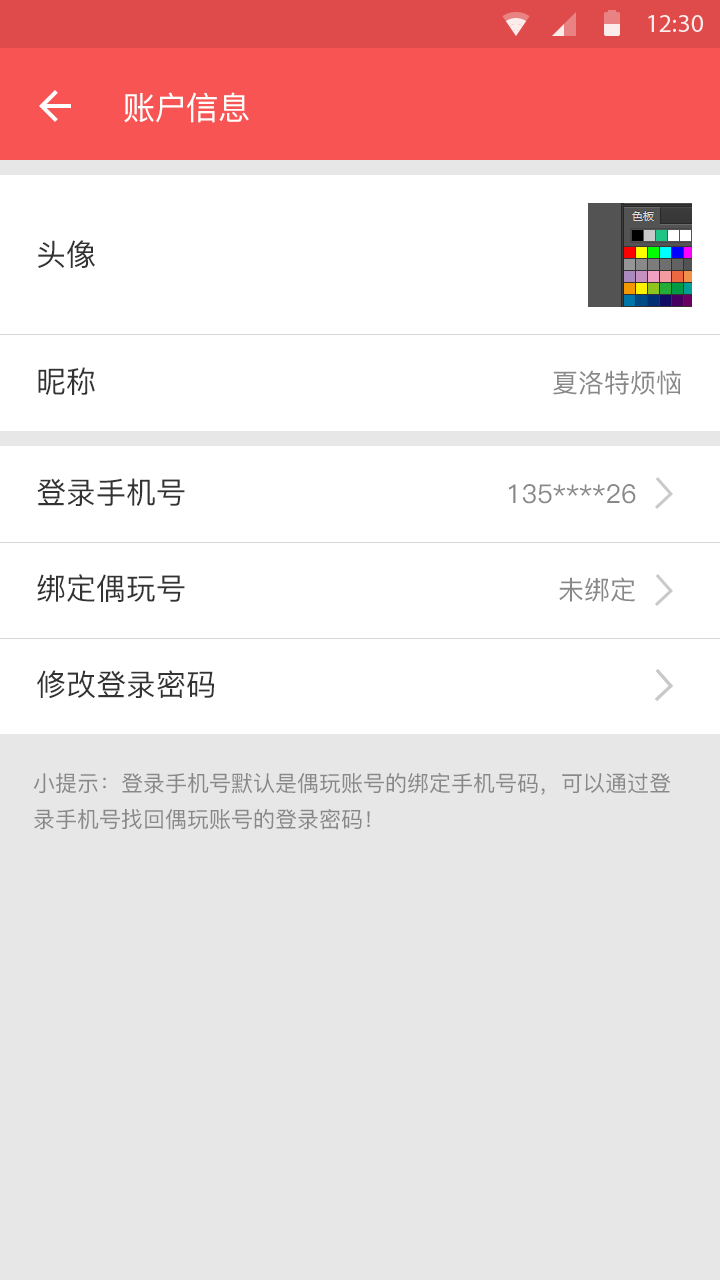 12:30
账户信息
头像
色板
昵称 夏洛特烦恼
登录手机号 135****26
绑定偶玩号 未绑定
修改登录密码
小提示：登录手机号默认是偶玩账号的绑定手机号码，可以通过登
录手机号找回偶玩账号的登录密码！